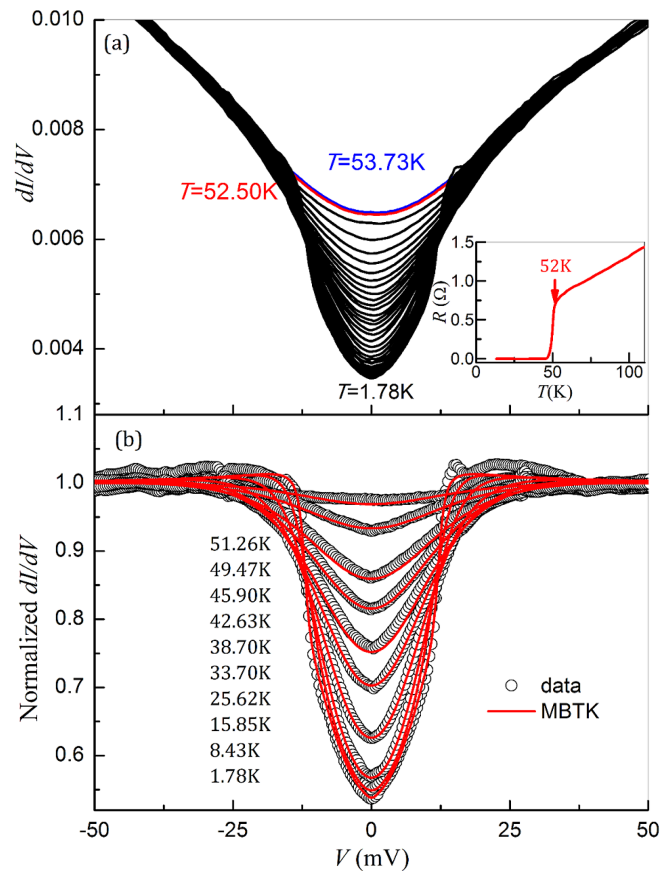 0.010
(a)
0.008
T=53.73K
T=52.50K
dI/dV
0.006
1.5
52K
1.0
R (Ω)
0.5
0.004
0.0
0 50 100
T=1.78K
T(K)
1.1
(b)
1.0
0.9
51.26K
49.47K
45.90K
0.8
42.63K
38.70K
33.70K
data
0.7
25.62K
MBTK
15.85K
8.43K
0.6
1.78K
Normalized dI/dV
-50 -25 0 25 50
V (mV)